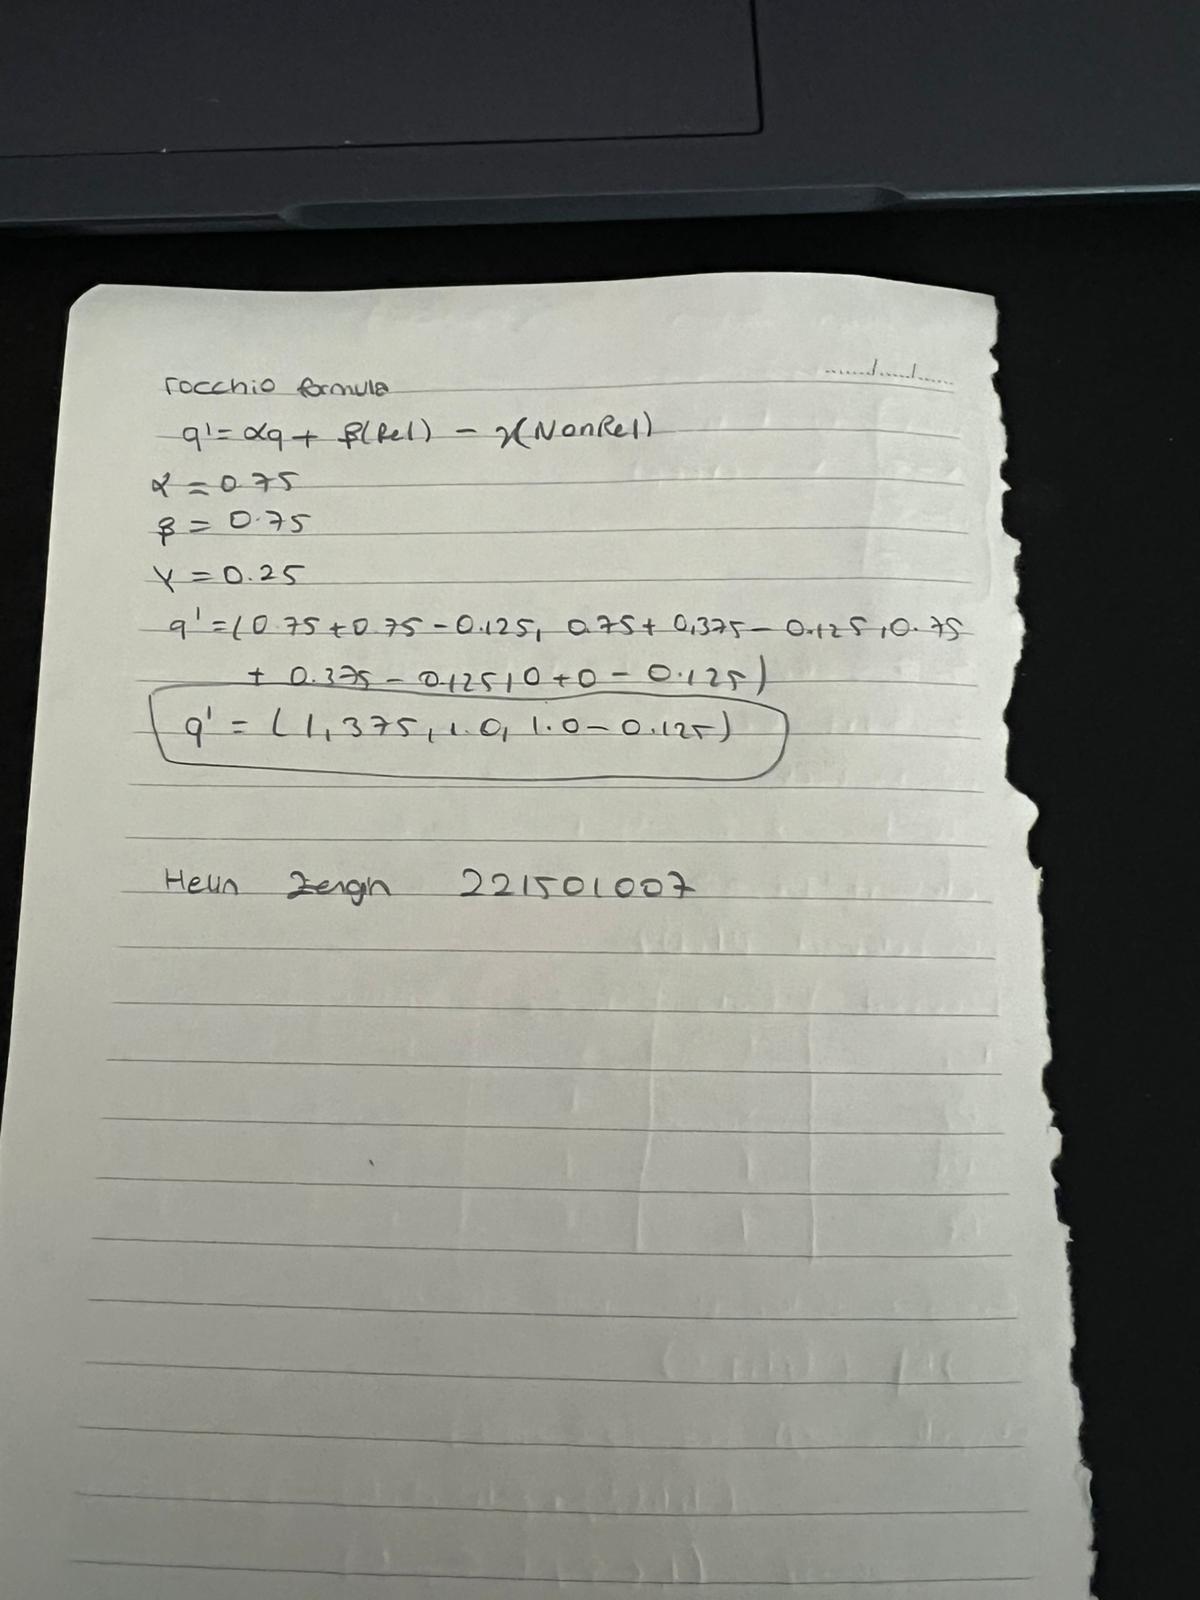 ......./......./.......
rocchio formula
q' = αq + β(Rel) - γ(NonRel)
α = 0.75
β = 0.75
γ = 0.25
q' = (0.75+0.75-0.125, 0.75+0,375-0.125, 0.75
+ 0.375 - 0.125, 0+0-0.125)
q' = (1,375, 1.0, 1.0-0.125)
Helin Zengin 221501007